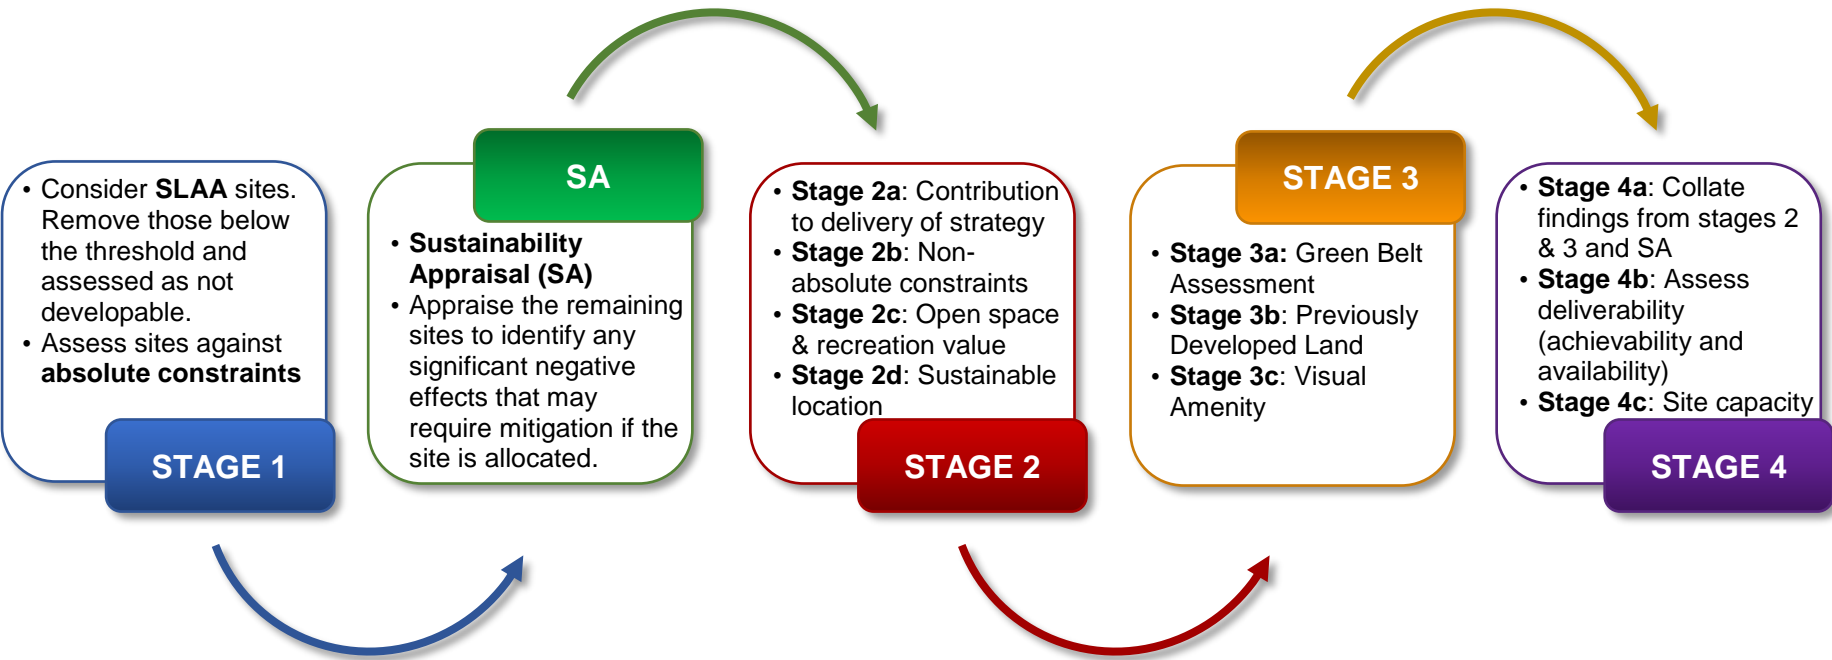 • Consider SLAA sites.
Remove those below
the threshold and
assessed as not
developable.
• Assess sites against
absolute constraints
STAGE 1
SA
• Sustainability
Appraisal (SA)
• Appraise the remaining
sites to identify any
significant negative
effects that may
require mitigation if the
site is allocated.
• Stage 2a: Contribution
to delivery of strategy
• Stage 2b: Non-
absolute constraints
• Stage 2c: Open space
& recreation value
• Stage 2d: Sustainable
location
STAGE 2
STAGE 3
• Stage 3a: Green Belt
Assessment
• Stage 3b: Previously
Developed Land
• Stage 3c: Visual
Amenity
• Stage 4a: Collate
findings from stages 2
& 3 and SA
• Stage 4b: Assess
deliverability
(achievability and
availability)
• Stage 4c: Site capacity
STAGE 4